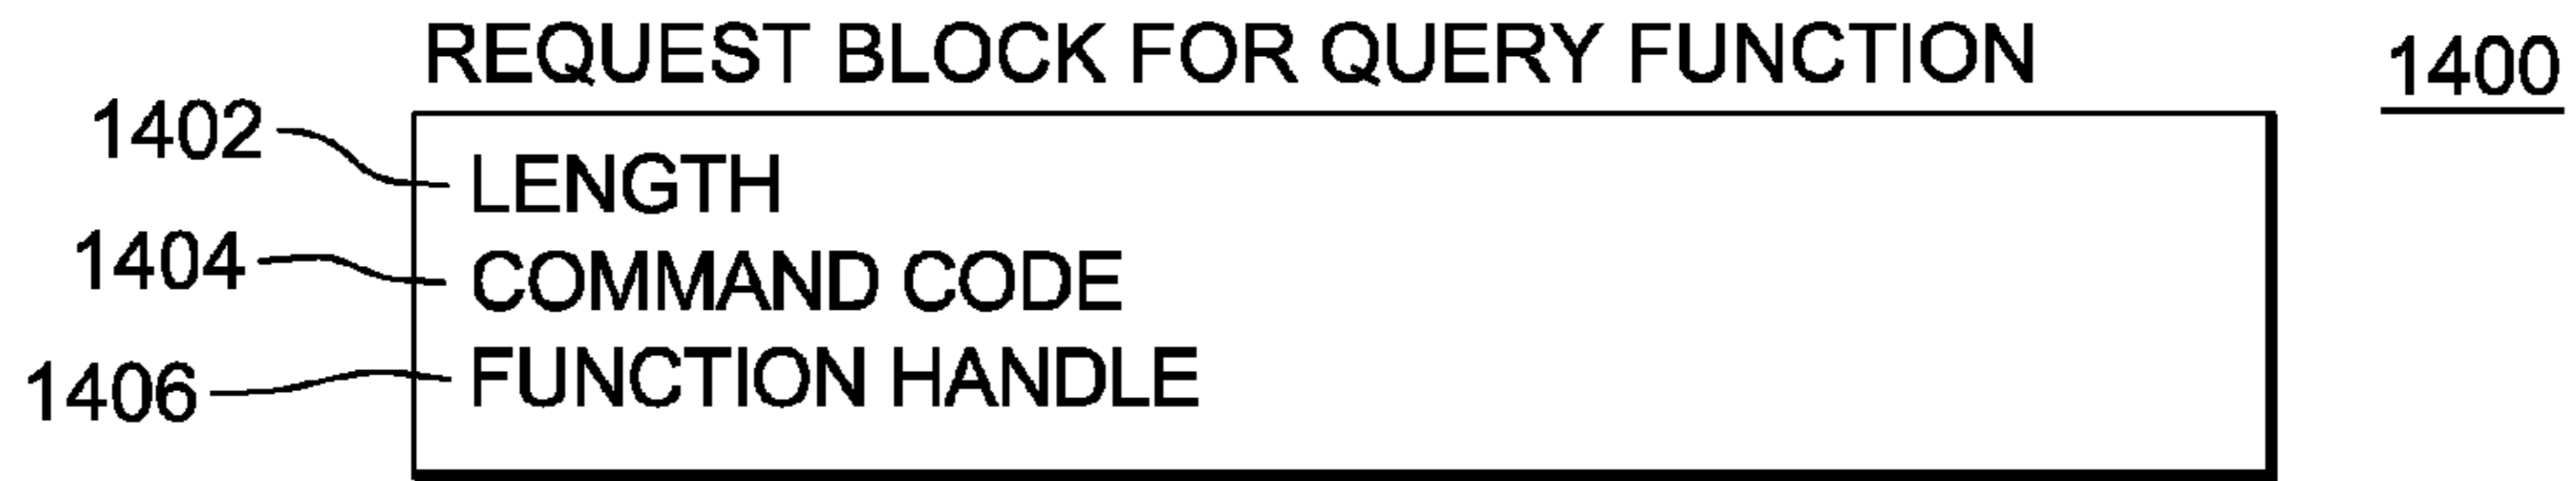 REQUEST BLOCK FOR QUERY FUNCTION 1400
1402 LENGTH
1404 COMMAND CODE
1406 FUNCTION HANDLE